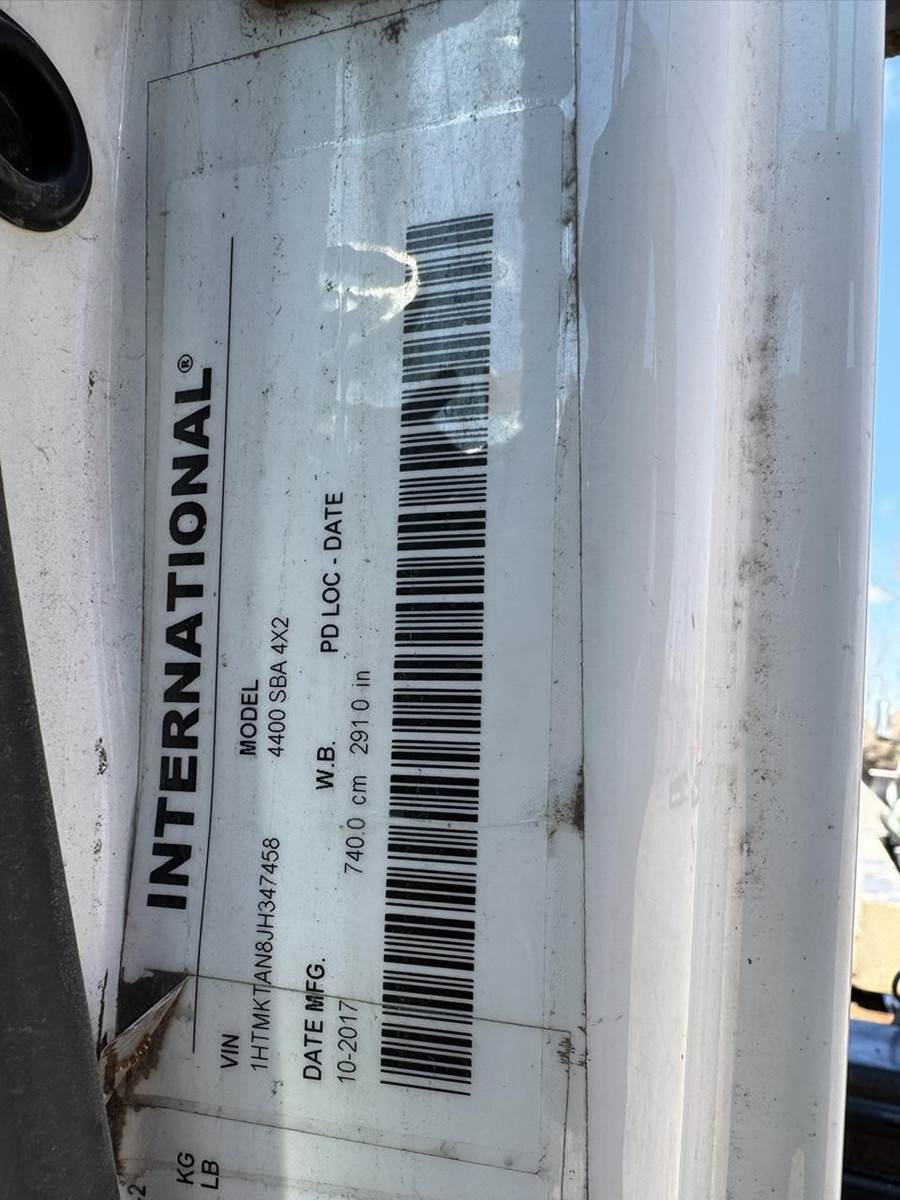 INTERNATIONAL®
VIN MODEL
1HTMKTAN8JH347458 4400 SBA 4X2
DATE MFG. W.B. PD LOC - DATE
10-2017 740.0 cm 291 0 in
KG
LB